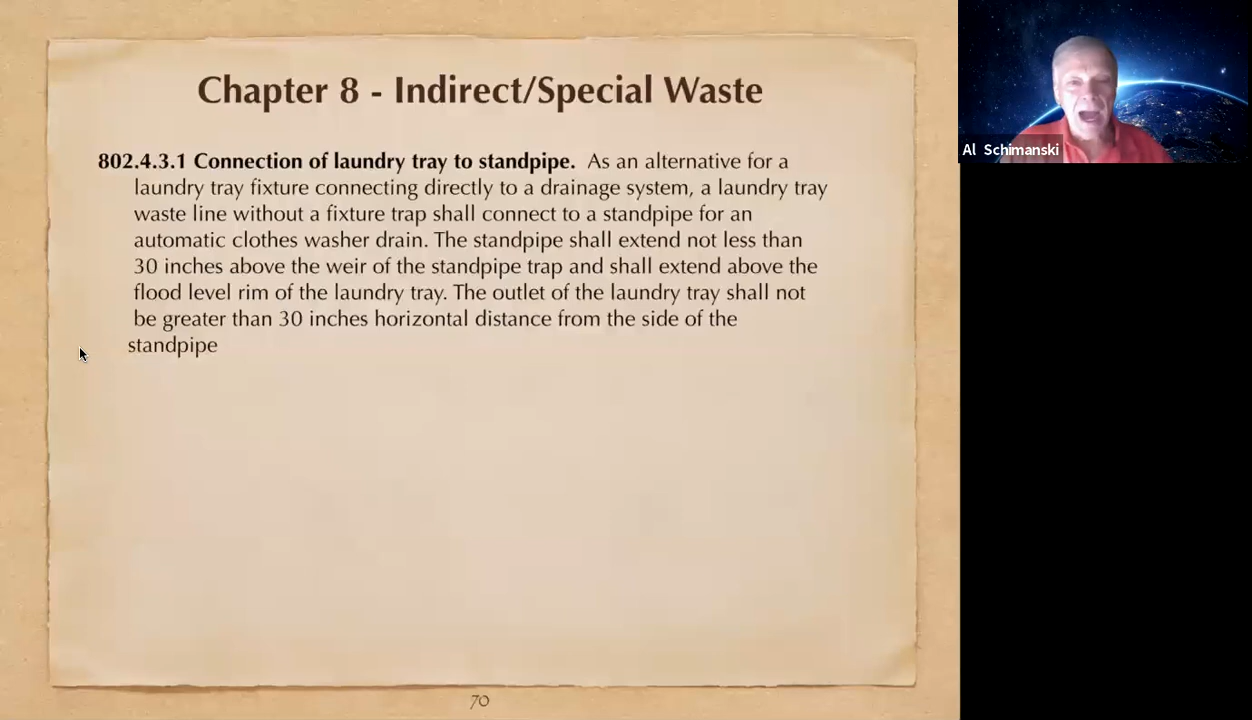 Chapter 8 - Indirect/Special Waste
802.4.3.1 Connection of laundry tray to standpipe. As an alternative for a
laundry tray fixture connecting directly to a drainage system, a laundry tray
waste line without a fixture trap shall connect to a standpipe for an
automatic clothes washer drain. The standpipe shall extend not less than
30 inches above the weir of the standpipe trap and shall extend above the
flood level rim of the laundry tray. The outlet of the laundry tray shall not
be greater than 30 inches horizontal distance from the side of the
standpipe
70
Al Schimanski